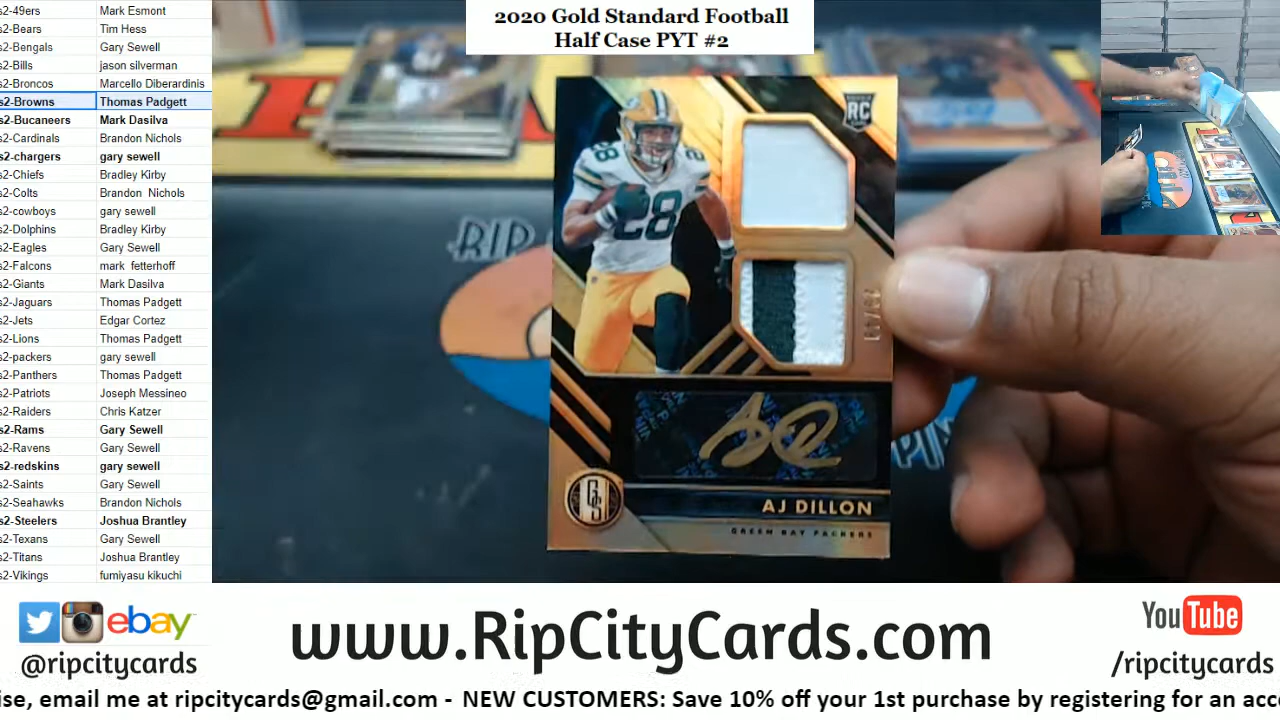 2020 Gold Standard Football
Half Case PYT #2
s2-49ers Mark Esmont
s2-Bears Tim Hess
s2-Bengals Gary Sewell
s2-Bills jason silverman
s2-Broncos Marcello Diberardinis
s2-Browns Thomas Padgett
s2-Bucaneers Mark Dasilva
s2-Cardinals Brandon Nichols
s2-chargers gary sewell
s2-Chiefs Bradley Kirby
s2-Colts Brandon Nichols
s2-cowboys gary sewell
s2-Dolphins Bradley Kirby
s2-Eagles Gary Sewell
s2-Falcons mark fetterhoff
s2-Giants Mark Dasilva
s2-Jaguars Thomas Padgett
s2-Jets Edgar Cortez
s2-Lions Thomas Padgett
s2-packers gary sewell
s2-Panthers Thomas Padgett
s2-Patriots Joseph Messineo
s2-Raiders Chris Katzer
s2-Rams Gary Sewell
s2-Ravens Gary Sewell
s2-redskins gary sewell
s2-Saints Gary Sewell
s2-Seahawks Brandon Nichols
s2-Steelers Joshua Brantley
s2-Texans Gary Sewell
s2-Titans Joshua Brantley
s2-Vikings fumiyasu kikuchi
RIP
RC
28
28
GS
AJ DILLON
GREEN BAY PACKERS
ebay
@ripcitycards
www.RipCityCards.com
YouTube
/ripcitycards
ise, email me at ripcitycards@gmail.com - NEW CUSTOMERS: Save 10% off your 1st purchase by registering for an acc